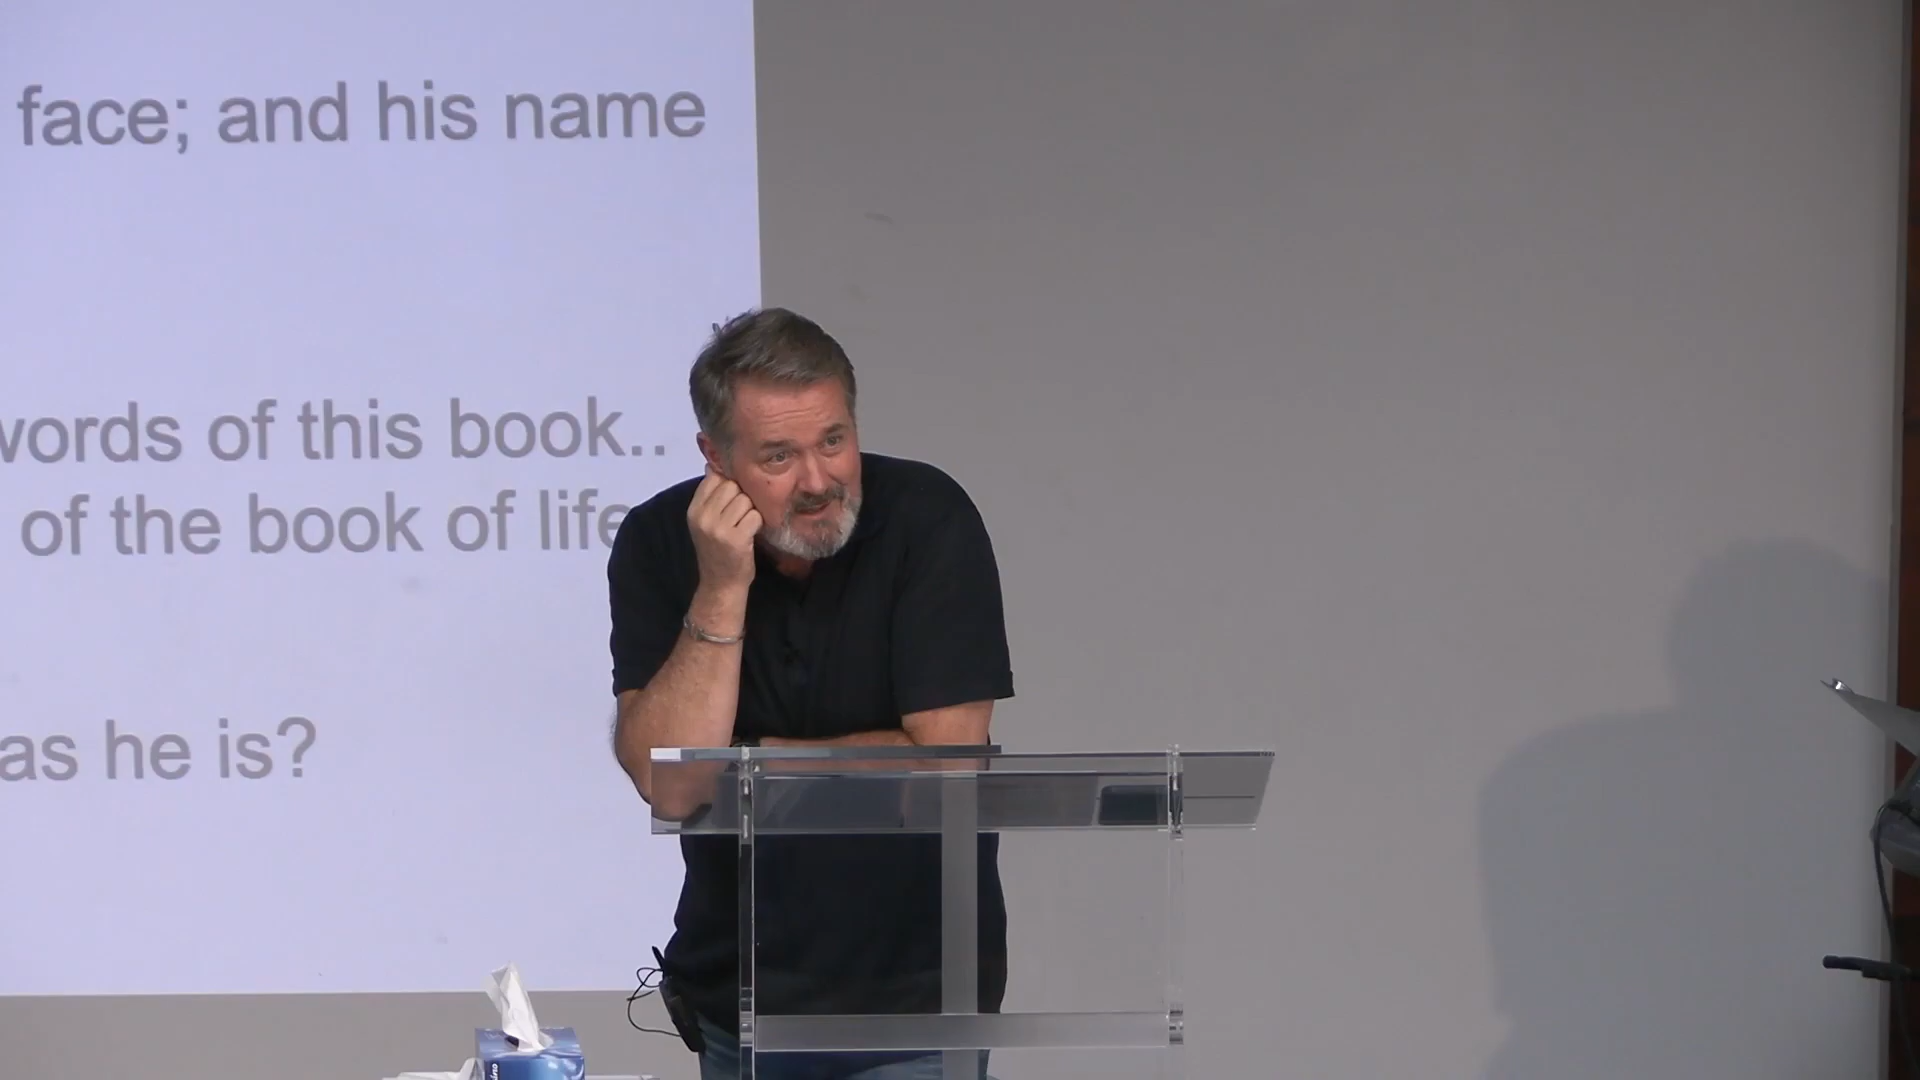 face; and his name
words of this book..
of the book of life
as he is?